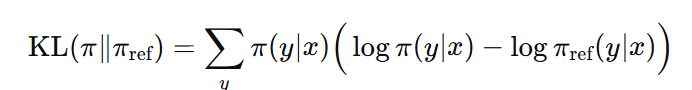 KL(π‖π_ref) = ∑_y π(y|x)( log π(y|x) − log π_ref(y|x) )